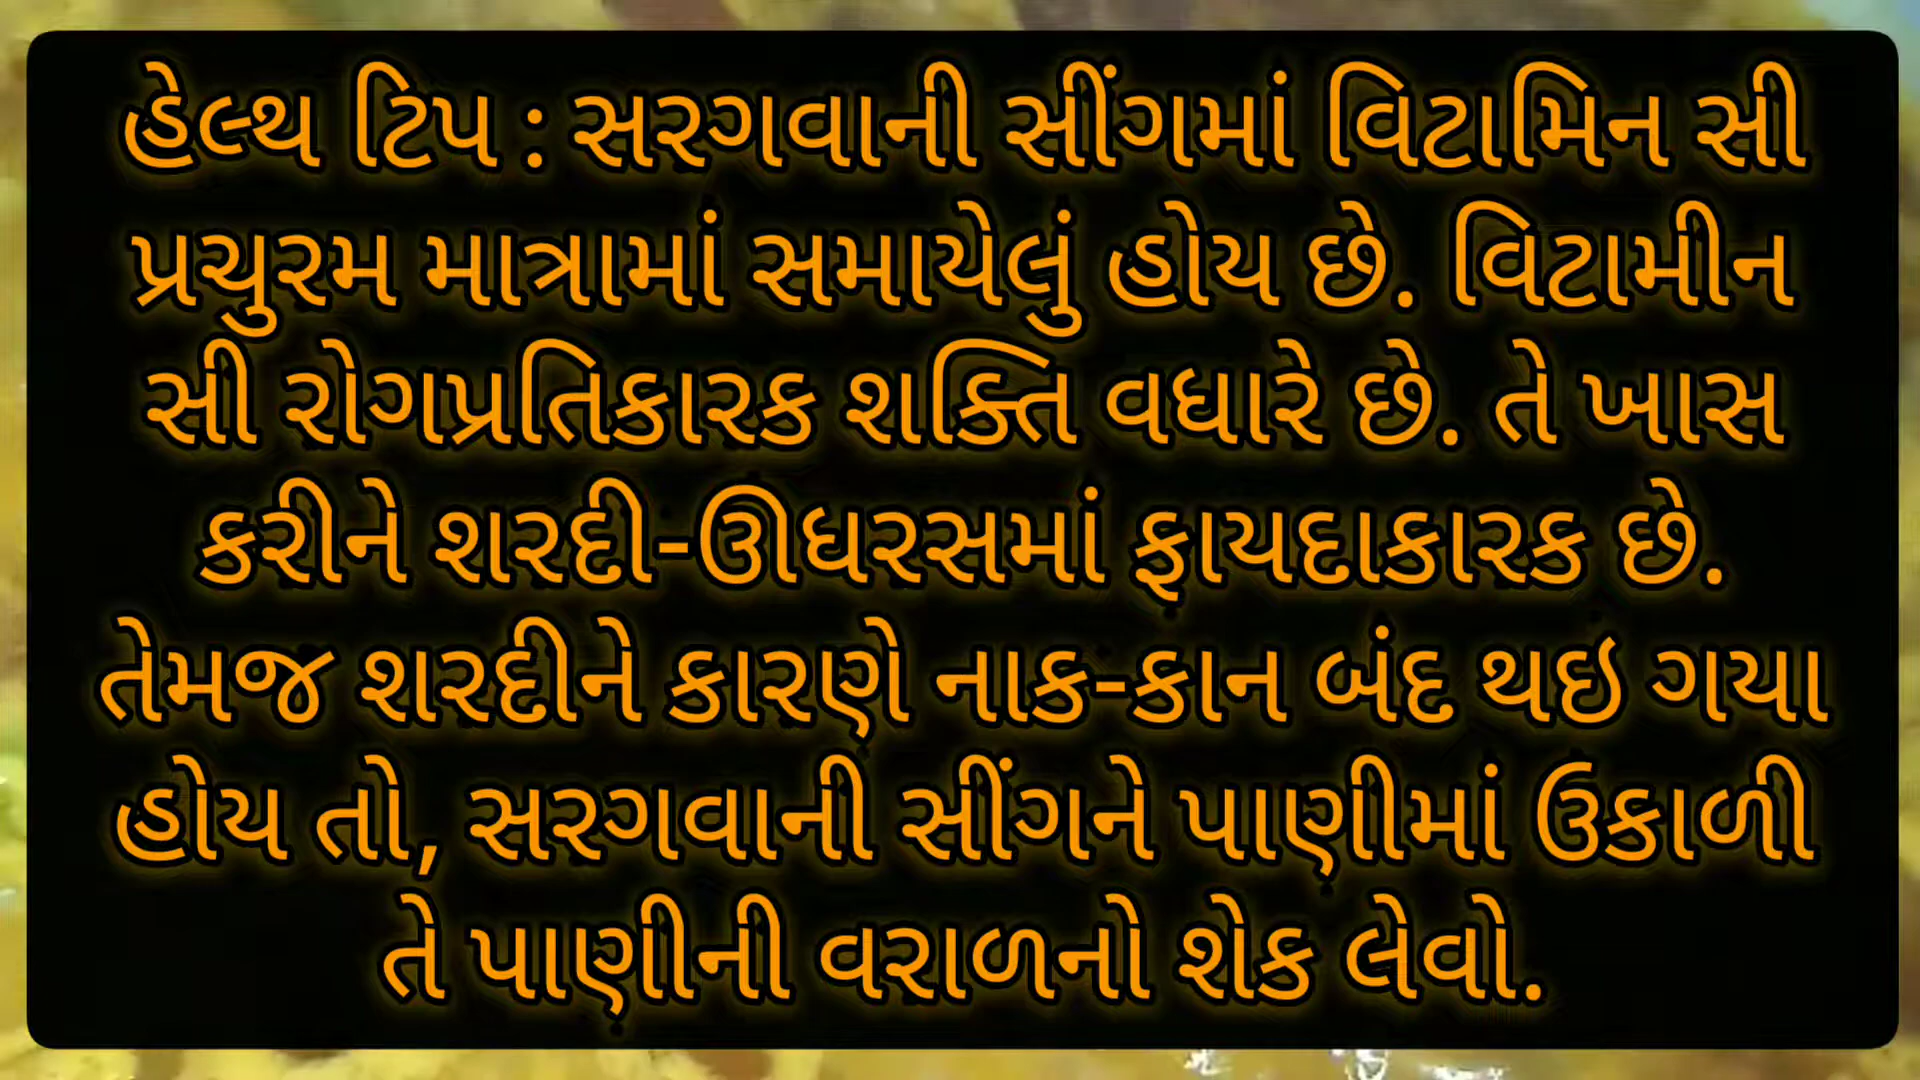 હેલ્થ ટિપ : સરગવાની સીંગમાં વિટામિન સી
પ્રચુરમ માત્રામાં સમાયેલું હોય છે. વિટામીન
સી રોગપ્રતિકારક શક્તિ વધારે છે. તે ખાસ
કરીને શરદી-ઊધરસમાં ફાયદાકારક છે.
તેમજ શરદીને કારણે નાક-કાન બંદ થઇ ગયા
હોય તો, સરગવાની સીંગને પાણીમાં ઉકાળી
તે પાણીની વરાળનો શેક લેવો.